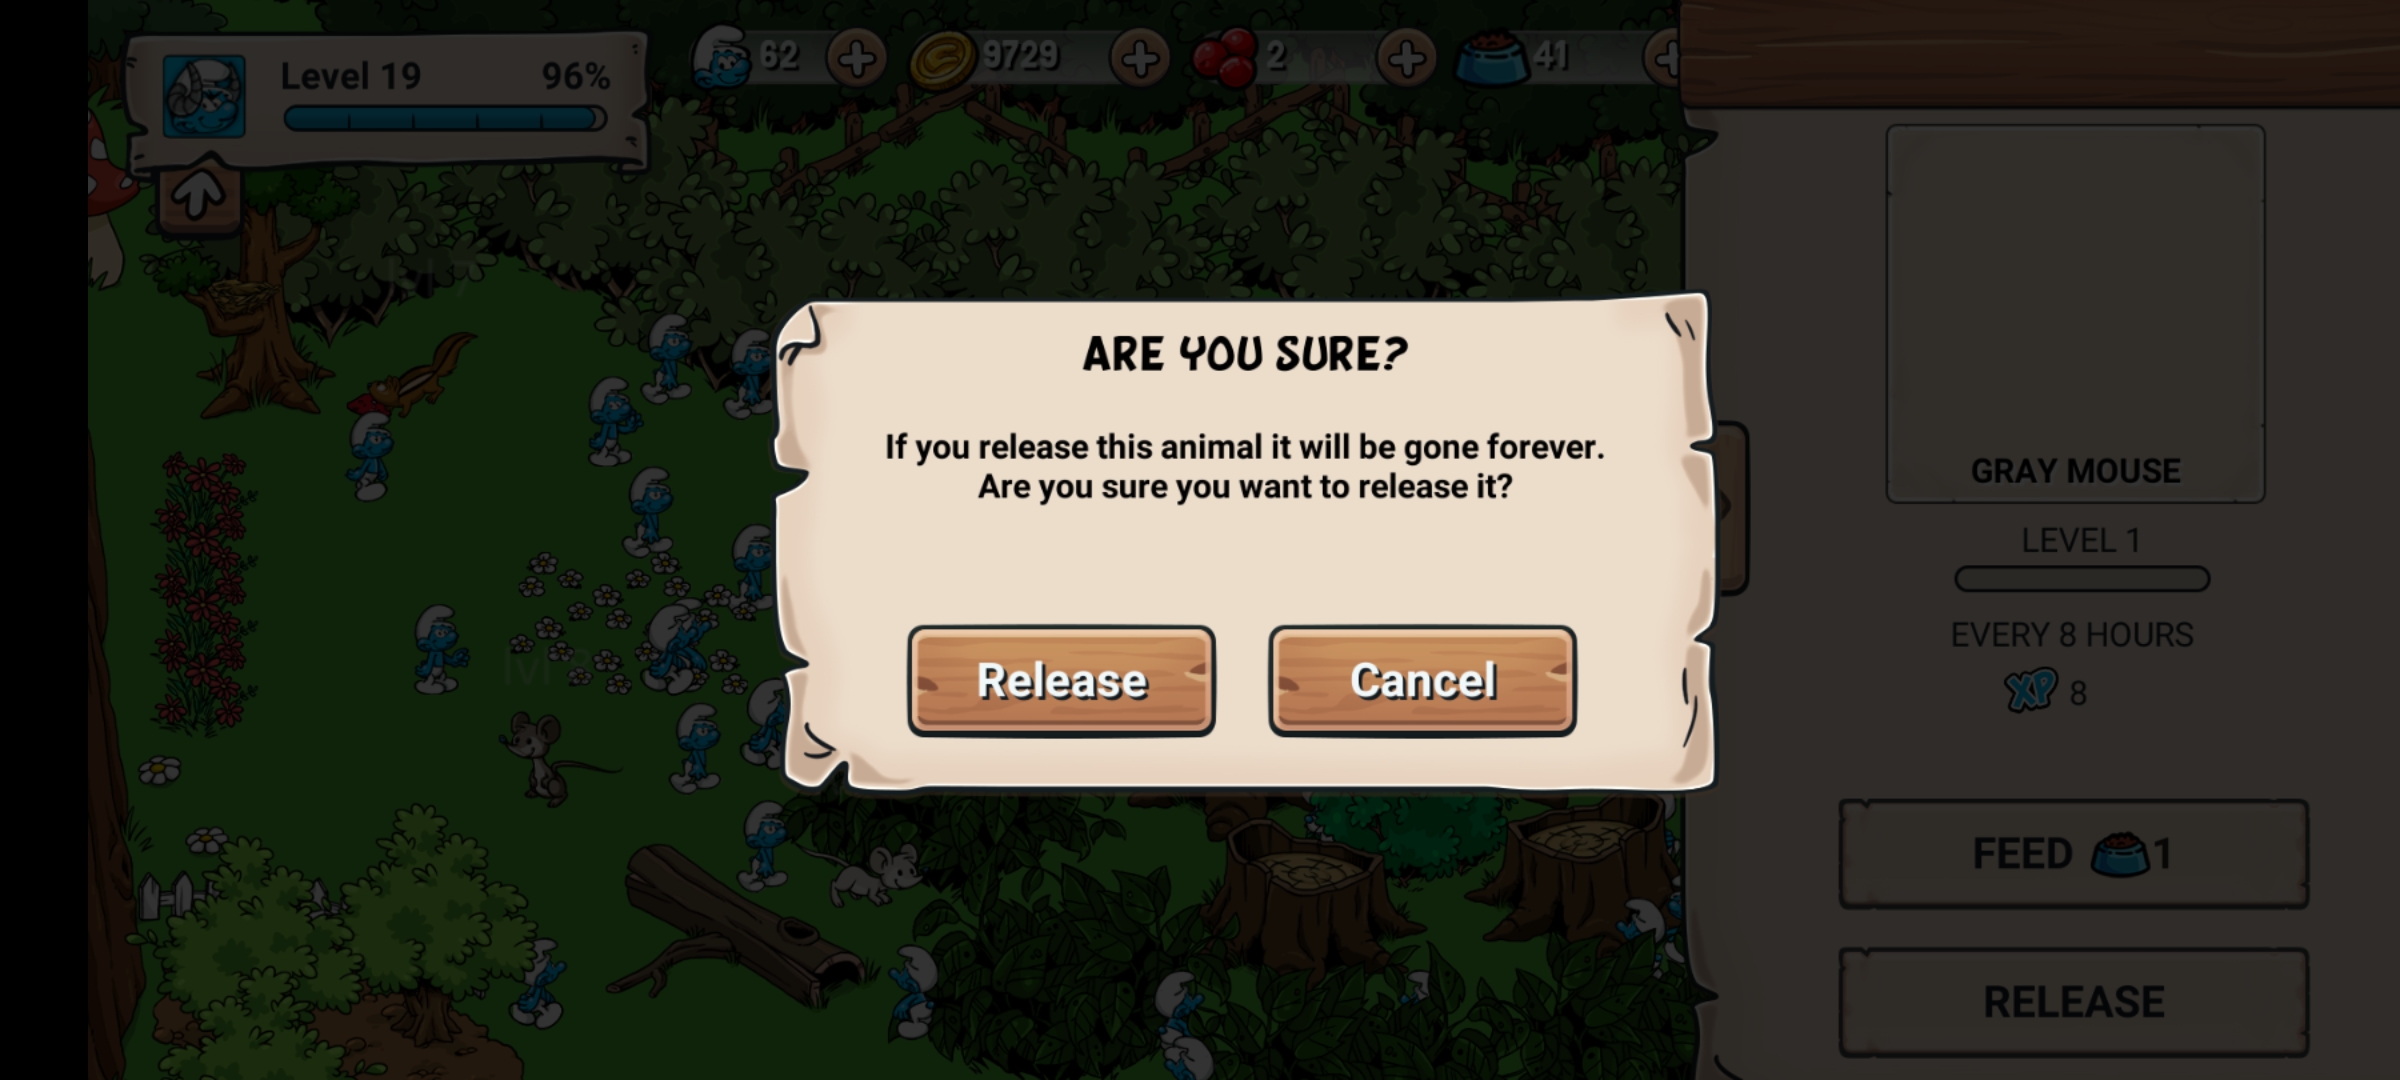 Level 19 96%
62
9729
2
41
ARE YOU SURE?
If you release this animal it will be gone forever.
Are you sure you want to release it?
Release
Cancel
GRAY MOUSE
LEVEL 1
EVERY 8 HOURS
XP 8
FEED 1
RELEASE